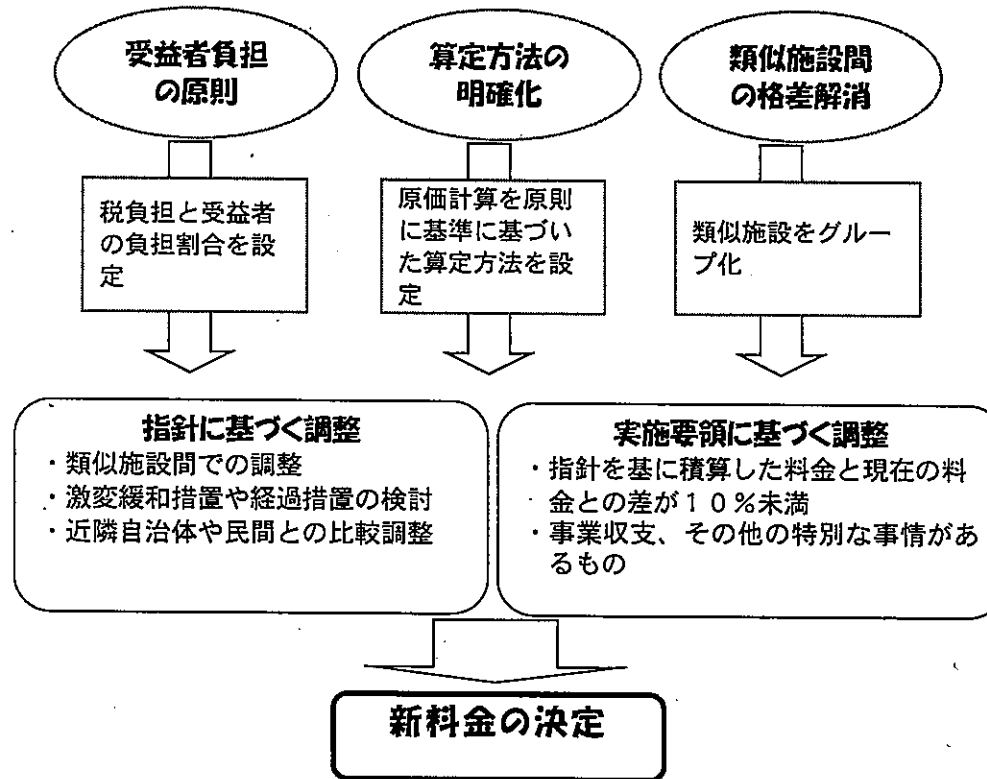 受益者負担
の原則
算定方法の
明確化
類似施設間
の格差解消
税負担と受益者
の負担割合を設
定
原価計算を原則
に基準に基づい
た算定方法を設
定
類似施設をグルー
プ化
指針に基づく調整
・類似施設間での調整
・激変緩和措置や経過措置の検討
・近隣自治体や民間との比較調整
実施要領に基づく調整
・指針を基に積算した料金と現在の料
金との差が１０％未満
・事業収支、その他の特別な事情があ
るもの
新料金の決定